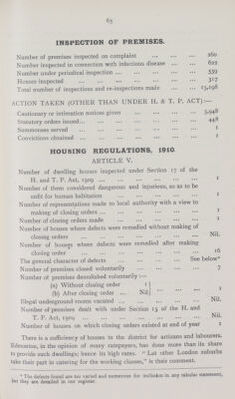 65
INSPECTION OF PREMISES.
Number of premises inspected on complaint ... ... ... 260
Number inspected in connection with infectious disease ... ... 622
Number under periodical inspection ... ... ... ... ... 539
Houses inspected ... ... ... ... ... 317
Total number of inspections and re-inspections made ... ... 13,198
ACTION TAKEN (OTHER THAN UNDER H. & T. P. ACT):—
Cautionary or intimation notices given ... ... ... ... 3,948
Statutory orders issued ... ... ... ... ... 448
Summonses served ... ... ... ... ... 1
Convictions obtained ... ... ... ... ... 1
HOUSING REGULATIONS, 1910.
ARTICLE V.
Number of dwelling houses inspected under Section 17 of the
H. and T. P. Act, 1909 ... ... ... ... ... 1
Number of them considered dangerous and injurious, so as to be
unfit for human habitation ... ... ... ... 1
Number of representations made to local authority with a view to
making of closing orders ... ... ... ... ... 1
Number of closing orders made ... ... ... ... 1
Number of houses where defects were remedied without making of
closing orders ... ... ... ... ... Nil.
Number of houses where defects were remedied after making
closing order ... ... ... ... ... 16
The general character of defects ... ... ... See below*
Number of premises closed voluntarily ... ... ... ... 7
Number of premises demolished voluntarily :—
(a) Without closing order 1
(b) After closing order ... Nil ... ... ... 1
Illegal underground rooms vacated ... ... ... ... Nil.
Number of premises dealt with under Section 15 of the H. and
T. P. Act, 1909 ... ... ... ... ... Nil.
Number of houses on which closing orders existed at end of year 1
There is a sufficiency of houses in the district for artisans and labourers.
Edmonton, in the opinion of many ratepayers, has done more than its share
to provide such dwellings; hence its high rates. "Let other London suburbs
take their part in catering for the working classes," is their comment.
* The defects found are too varied and numerous for inclusion in any tabular statement,
but they are detailed in our register.